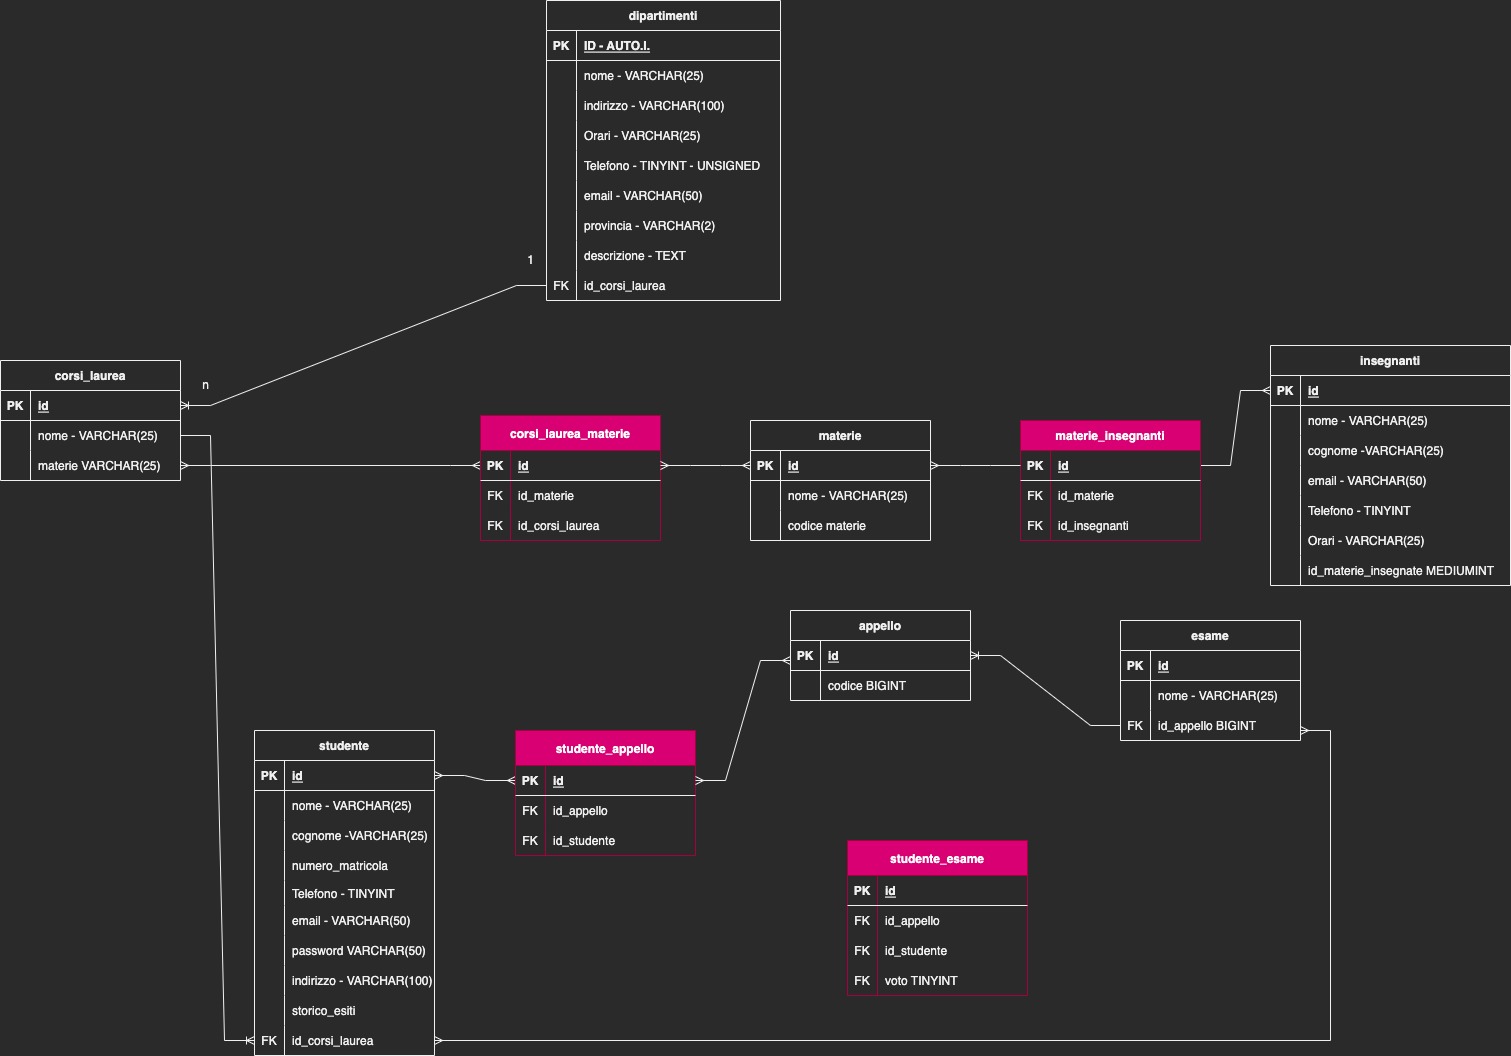 dipartimenti
PK ID - AUTO.I.
nome - VARCHAR(25)
indirizzo - VARCHAR(100)
Orari - VARCHAR(25)
Telefono - TINYINT - UNSIGNED
email - VARCHAR(50)
provincia - VARCHAR(2)
descrizione - TEXT
FK id_corsi_laurea
1
n
corsi_laurea
PK id
nome - VARCHAR(25)
materie VARCHAR(25)
corsi_laurea_materie
PK id
FK id_materie
FK id_corsi_laurea
materie
PK id
nome - VARCHAR(25)
codice materie
materie_insegnanti
PK id
FK id_materie
FK id_insegnanti
insegnanti
PK id
nome - VARCHAR(25)
cognome -VARCHAR(25)
email - VARCHAR(50)
Telefono - TINYINT
Orari - VARCHAR(25)
id_materie_insegnate MEDIUMINT
appello
PK id
codice BIGINT
esame
PK id
nome - VARCHAR(25)
FK id_appello BIGINT
studente
PK id
nome - VARCHAR(25)
cognome -VARCHAR(25)
numero_matricola
Telefono - TINYINT
email - VARCHAR(50)
password VARCHAR(50)
indirizzo - VARCHAR(100)
storico_esiti
FK id_corsi_laurea
studente_appello
PK id
FK id_appello
FK id_studente
studente_esame
PK id
FK id_appello
FK id_studente
FK voto TINYINT